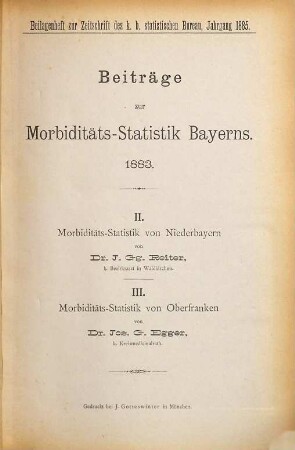 Beilagenheft zur Zeitschrift des k. b. statistischen Bureau, Jahrgang 1885.
Beiträge
zur
Morbiditäts-Statistik Bayerns.
1883.
II.
Morbiditäts-Statistik von Niederbayern
von
Dr. J. Gg. Reiter,
k. Bezirksarzt in
III.
Morbiditäts-Statistik von Oberfranken
von
Dr. Jos. G. Egger,
k. Kreismedizinalrath.
Gedruckt bei J. Gotteswinter in München.